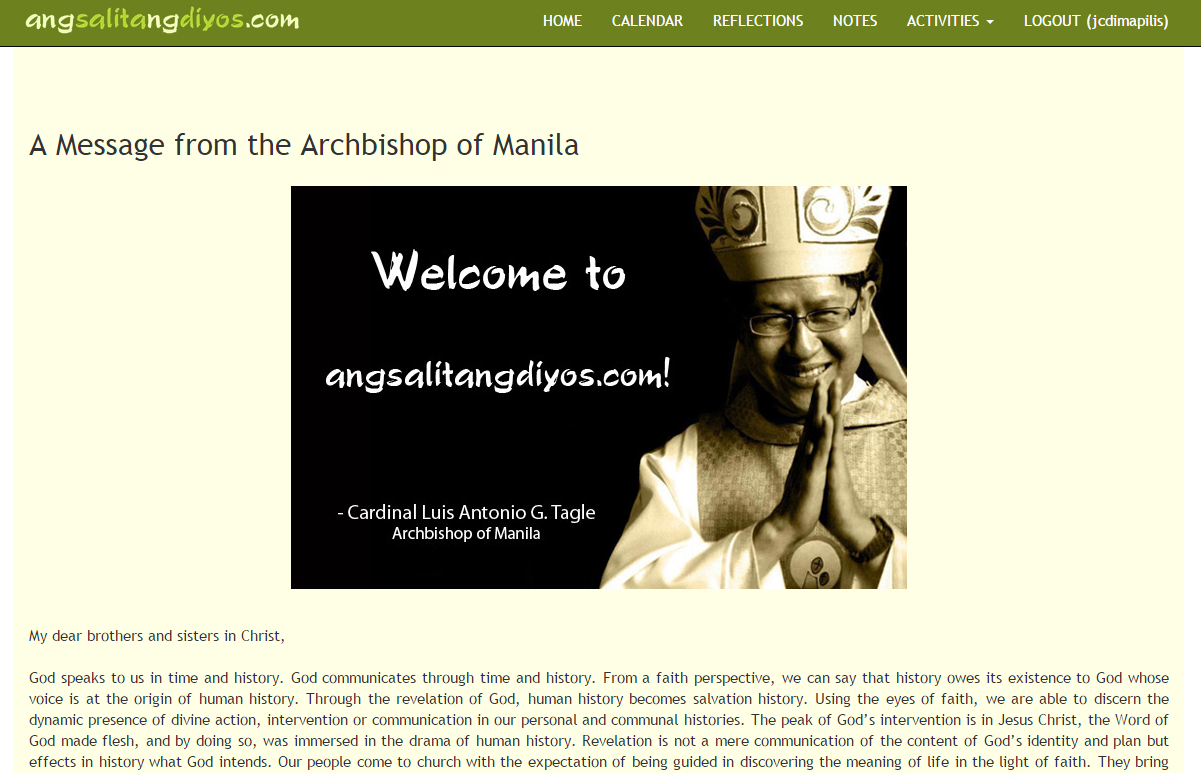 angsalitangdiyos.com HOME CALENDAR REFLECTIONS NOTES ACTIVITIES LOGOUT (jcdimapilis)
A Message from the Archbishop of Manila
Welcome to
angsalitangdiyos.com!
- Cardinal Luis Antonio G. Tagle
Archbishop of Manila
My dear brothers and sisters in Christ,
God speaks to us in time and history. God communicates through time and history. From a faith perspective, we can say that history owes its existence to God whose
voice is at the origin of human history. Through the revelation of God, human history becomes salvation history. Using the eyes of faith, we are able to discern the
dynamic presence of divine action, intervention or communication in our personal and communal histories. The peak of God's intervention is in Jesus Christ, the Word of
God made flesh, and by doing so, was immersed in the drama of human history. Revelation is not a mere communication of the content of God's identity and plan but
effects in history what God intends. Our people come to church with the expectation of being guided in discovering the meaning of life in the light of faith. They bring